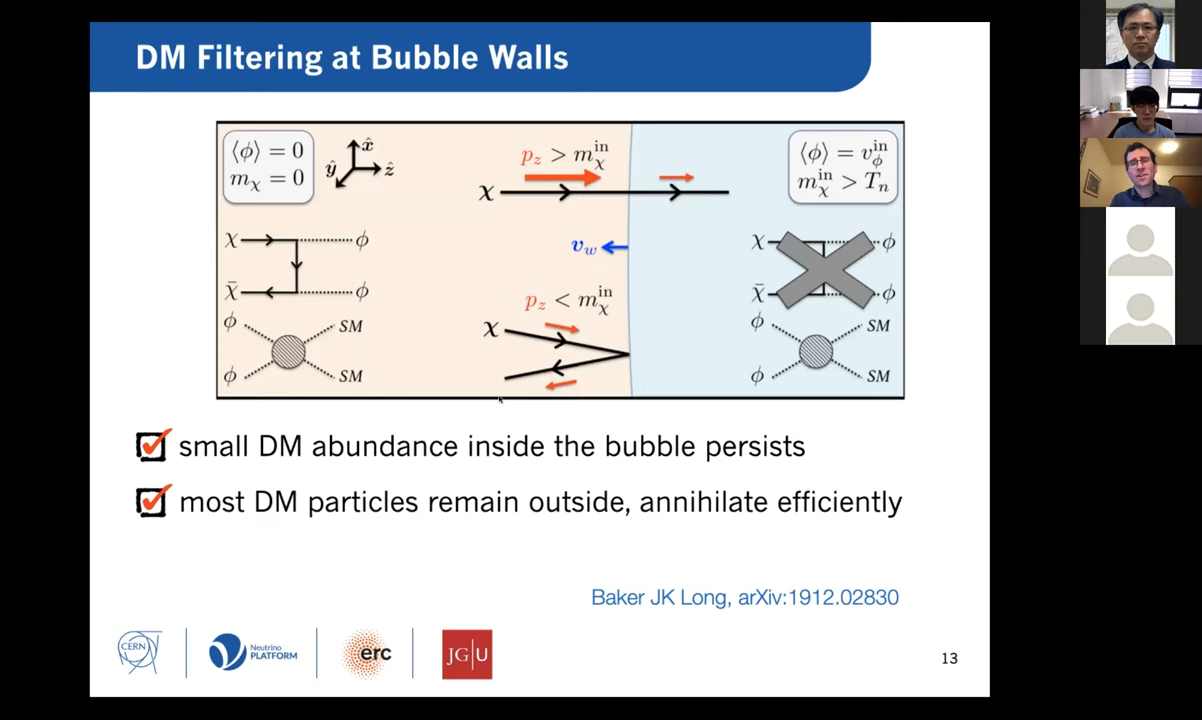 DM Filtering at Bubble Walls
⟨ϕ⟩ = 0
m_χ = 0
x̂
ŷ
ẑ
p_z > m_χ^in
χ
⟨ϕ⟩ = v_ϕ^in
m_χ^in > T_n
χ ϕ
χ̄ ϕ
ϕ SM
ϕ SM
v_w
p_z < m_χ^in
χ
χ ϕ
χ̄ ϕ
ϕ SM
ϕ SM
small DM abundance inside the bubble persists
most DM particles remain outside, annihilate efficiently
Baker JK Long, arXiv:1912.02830
CERN
Neutrino
PLATFORM
erc
JG|U
13